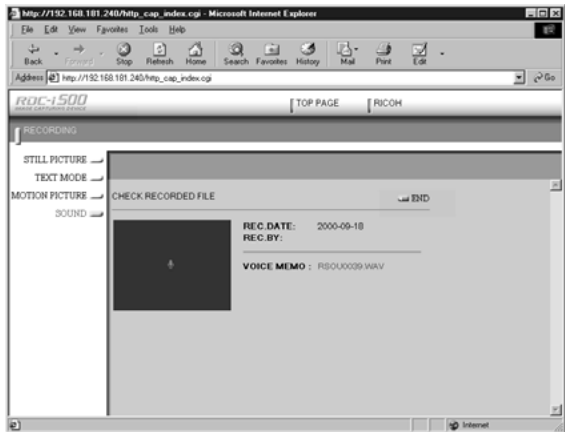 http://192.168.181.240/http_cap_index.cgi - Microsoft Internet Explorer
File Edit View Favorites Tools Help
Back Forward Stop Refresh Home Search Favorites History Mail Print Edit
Address http://192.168.181.240/http_cap_index.cgi Go
RDC-i500
IMAGE CAPTURING DEVICE
TOP PAGE RICOH
RECORDING
STILL PICTURE
TEXT MODE
MOTION PICTURE
SOUND
CHECK RECORDED FILE
END
REC.DATE: 2000-09-18
REC.BY:
VOICE MEMO : RSOU0039.WAV
Internet